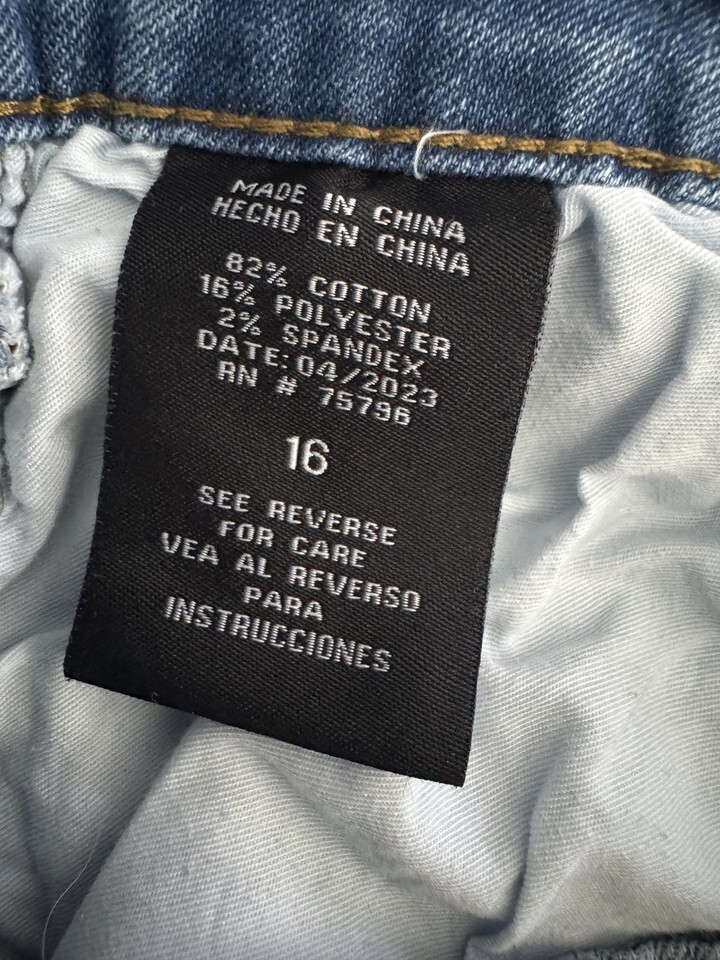 MADE IN CHINA
HECHO EN CHINA
82% COTTON
16% POLYESTER
2% SPANDEX
DATE: 04/2023
RN # 75796
16
SEE REVERSE
FOR CARE
VEA AL REVERSO
PARA
INSTRUCCIONES